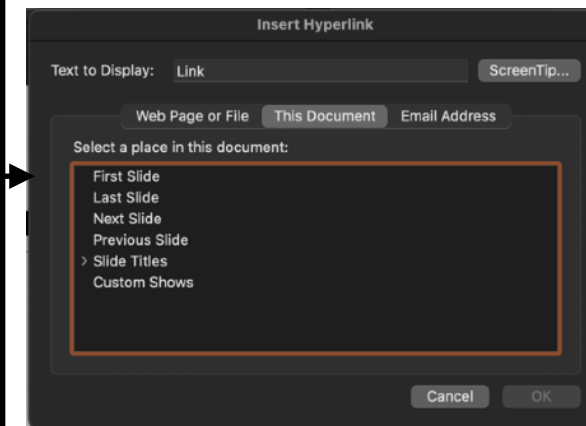 Insert Hyperlink
Text to Display: Link ScreenTip...
Web Page or File This Document Email Address
Select a place in this document:
First Slide
Last Slide
Next Slide
Previous Slide
> Slide Titles
Custom Shows
Cancel OK